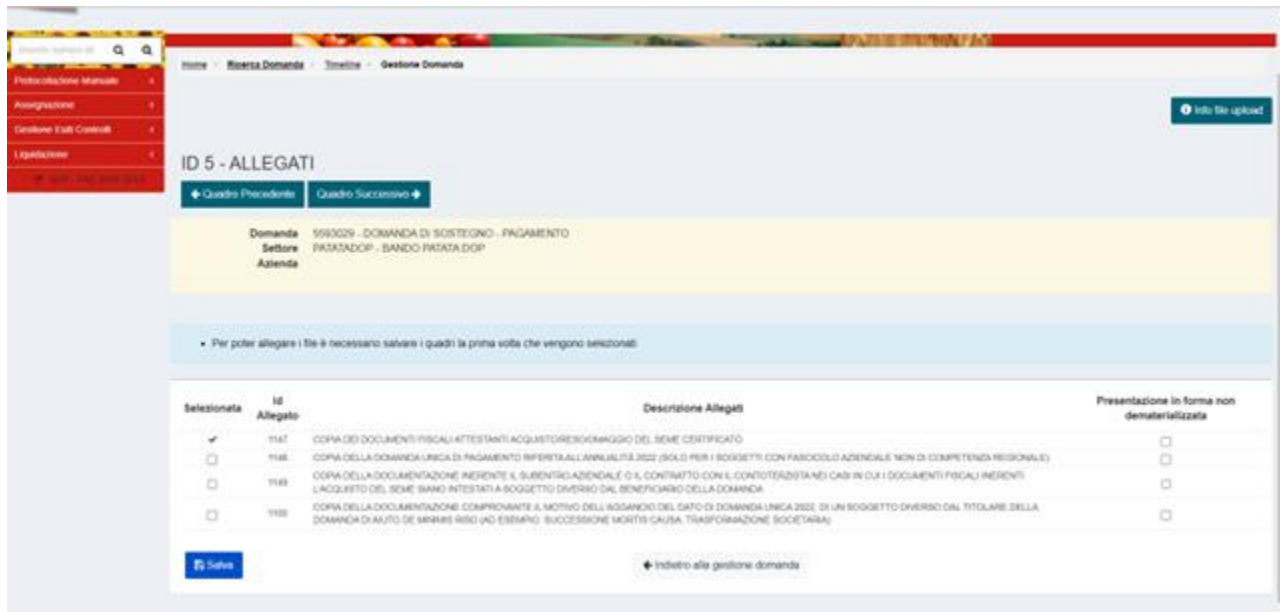 Protocollazione Manuale
Assegnazione
Gestione Esiti Controlli
Liquidazione
Home Ricerca Domanda Timeline Gestione Domanda
Info file upload
ID 5 - ALLEGATI
Quadro Precedente Quadro Successivo
Domanda 5593029 - DOMANDA DI SOSTEGNO - PAGAMENTO
Settore PATATADOP - BANDO PATATA DOP
Azienda
Per poter allegare i file è necessario salvare i quadri la prima volta che vengono selezionati
Selezionata Id Allegato Descrizione Allegati Presentazione in forma non dematerializzata
1147 COPIA DEI DOCUMENTI FISCALI ATTESTANTI ACQUISTO/RESO/OMAGGIO DEL SEME CERTIFICATO
1148 COPIA DELLA DOMANDA UNICA DI PAGAMENTO RIFERITA ALL'ANNUALITÀ 2022 (SOLO PER I SOGGETTI CON FASCICOLO AZIENDALE NON DI COMPETENZA REGIONALE)
1149 COPIA DELLA DOCUMENTAZIONE INERENTE IL SUBENTRO AZIENDALE O IL CONTRATTO CON IL CONTOTERZISTA NEI CASI IN CUI I DOCUMENTI FISCALI INERENTI
L'ACQUISTO DEL SEME SIANO INTESTATI A SOGGETTO DIVERSO DAL BENEFICIARIO DELLA DOMANDA
COPIA DELLA DOCUMENTAZIONE COMPROVANTE IL MOTIVO DELL'AGGANCIO DEL DATO DI DOMANDA UNICA 2022, DI UN SOGGETTO DIVERSO DAL TITOLARE DELLA
DOMANDA DI AIUTO DE MINIMIS RISO (AD ESEMPIO: SUCCESSIONE MORTIS CAUSA, TRASFORMAZIONE SOCIETARIA)
Salva Indietro alla gestione domanda